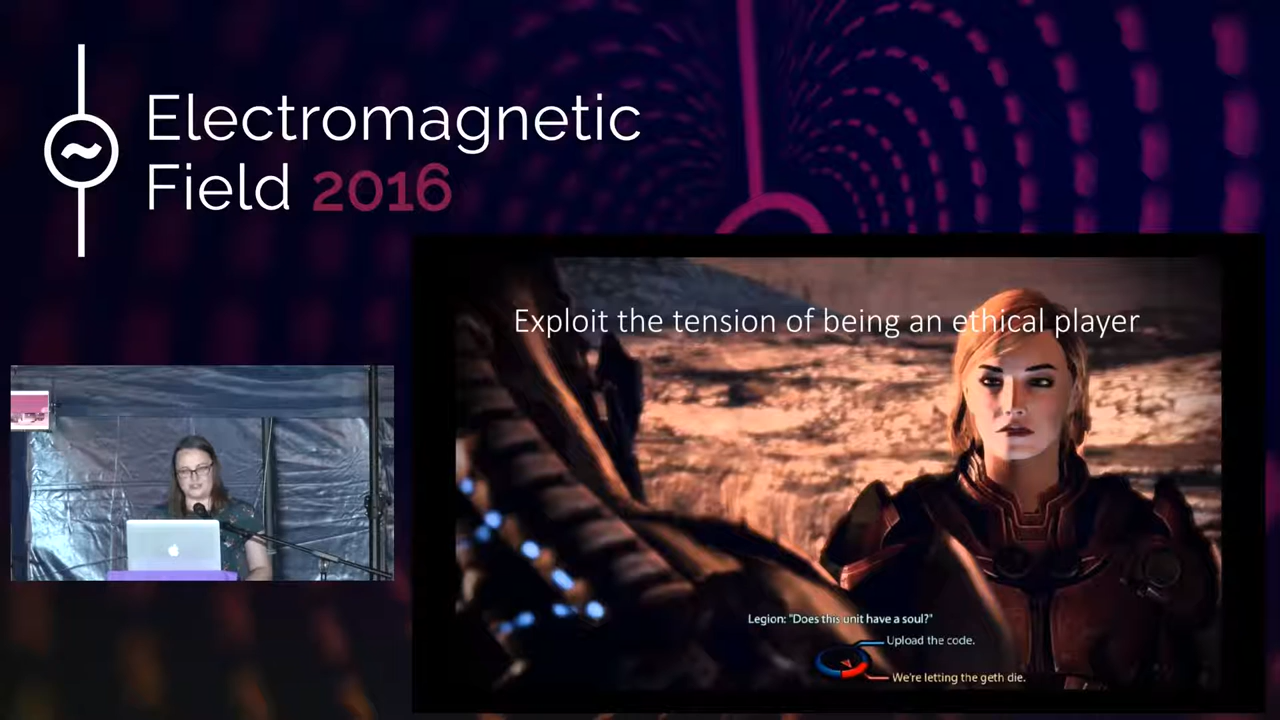 Electromagnetic
Field 2016
Exploit the tension of being an ethical player
Legion: "Does this unit have a soul?"
Upload the code.
We're letting the geth die.